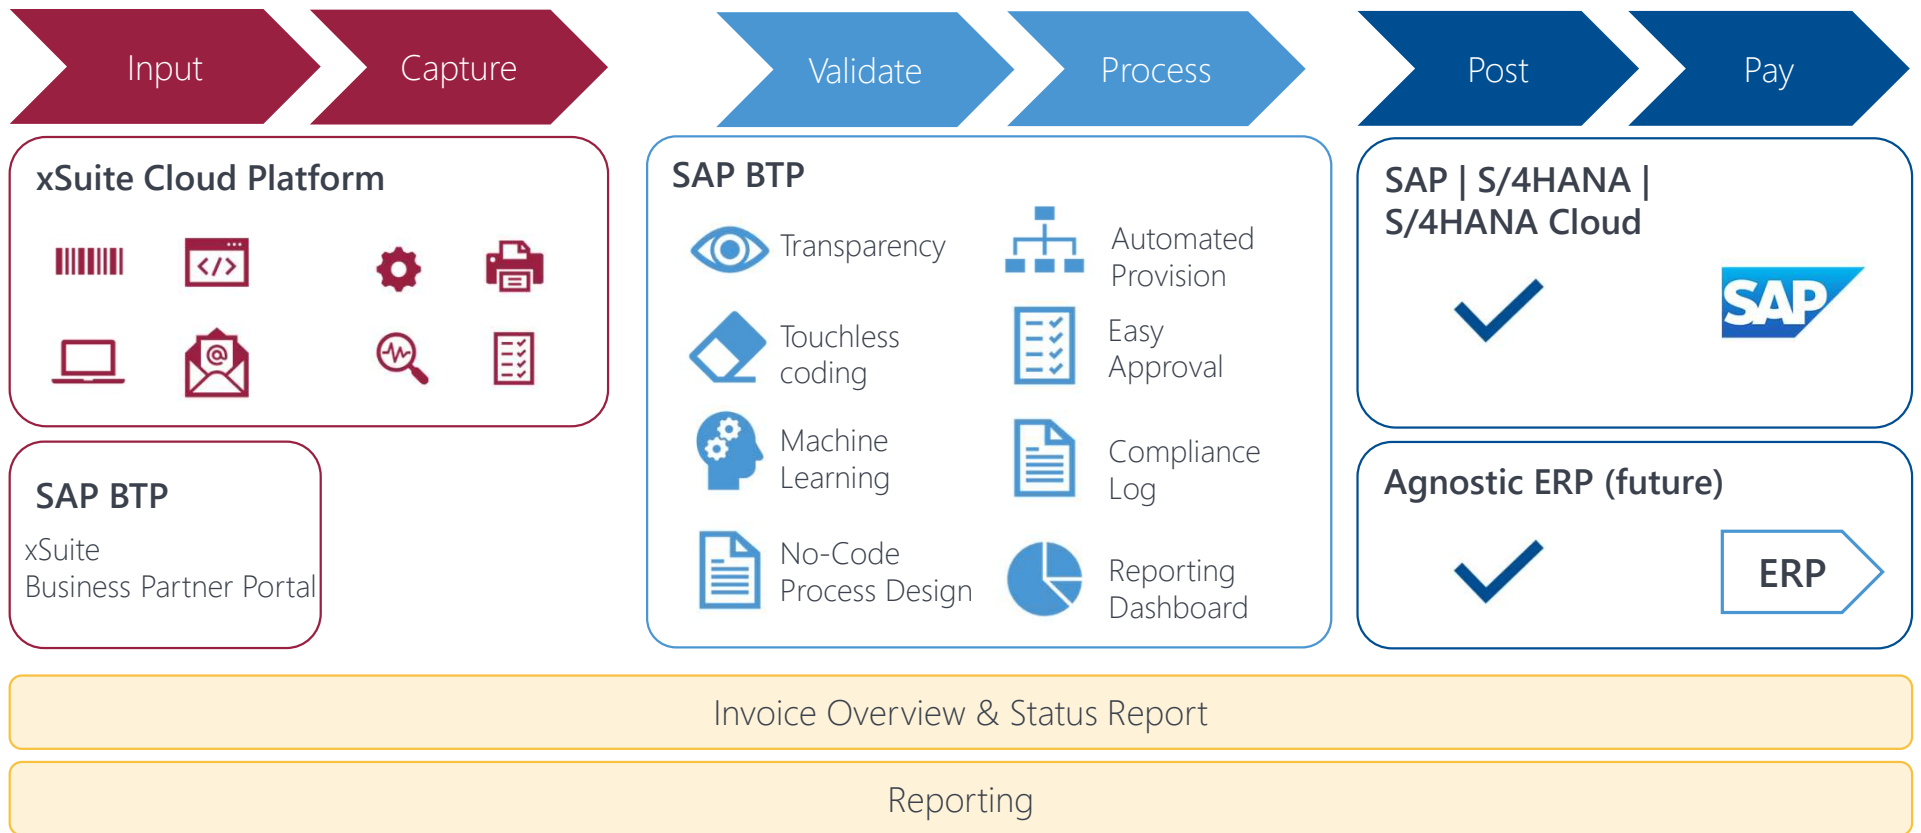 Input
Capture
Validate
Process
Post
Pay
xSuite Cloud Platform
</>
@
SAP BTP
xSuite
Business Partner Portal
SAP BTP
Transparency
Automated
Provision
Touchless
coding
Easy
Approval
Machine
Learning
Compliance
Log
No-Code
Process Design
Reporting
Dashboard
SAP | S/4HANA |
S/4HANA Cloud
SAP
Agnostic ERP (future)
ERP
Invoice Overview & Status Report
Reporting